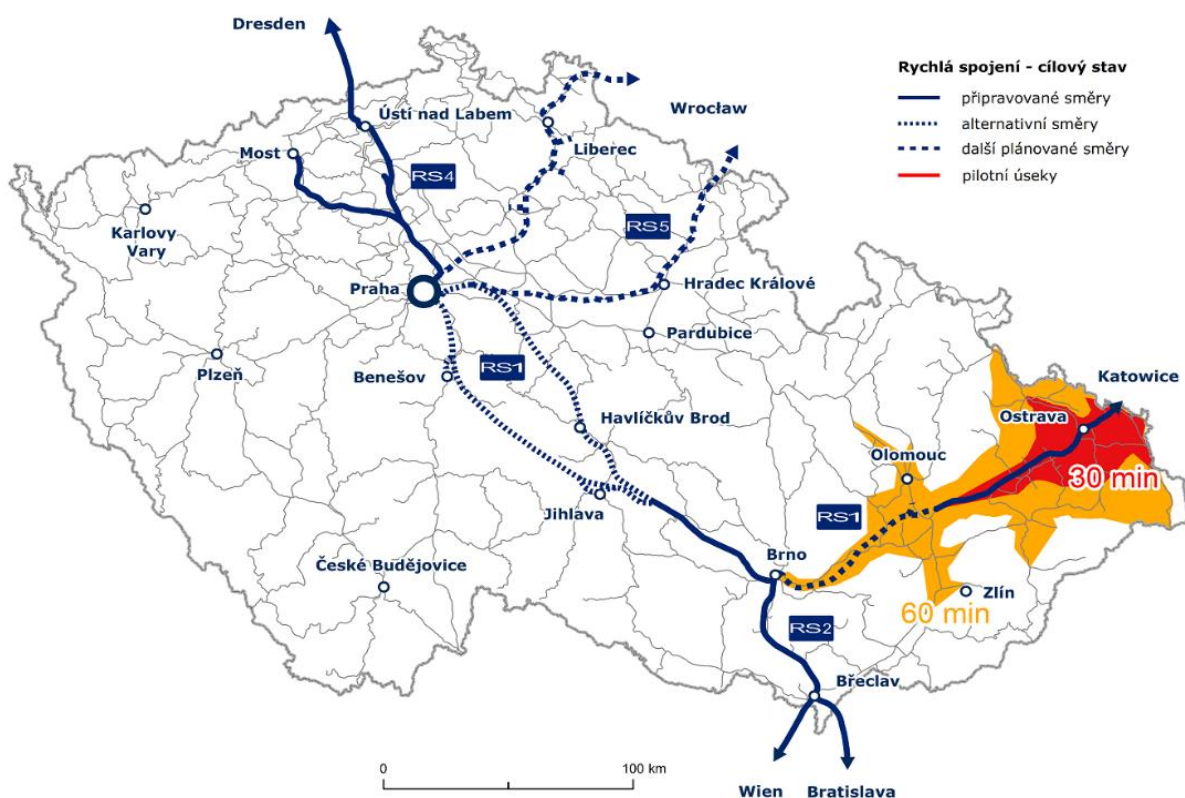 Dresden
Rychlá spojení - cílový stav
připravované směry
alternativní směry
další plánované směry
pilotní úseky
Ústí nad Labem
Wrocław
Most
Liberec
RS4
Karlovy
Vary
RS5
Praha
Hradec Králové
Pardubice
Plzeň
Benešov
RS1
Katowice
Havlíčkův Brod
Ostrava
Olomouc
30 min
Jihlava
RS1
Brno
České Budějovice
Zlín
60 min
RS2
Břeclav
0
100 km
Wien
Bratislava